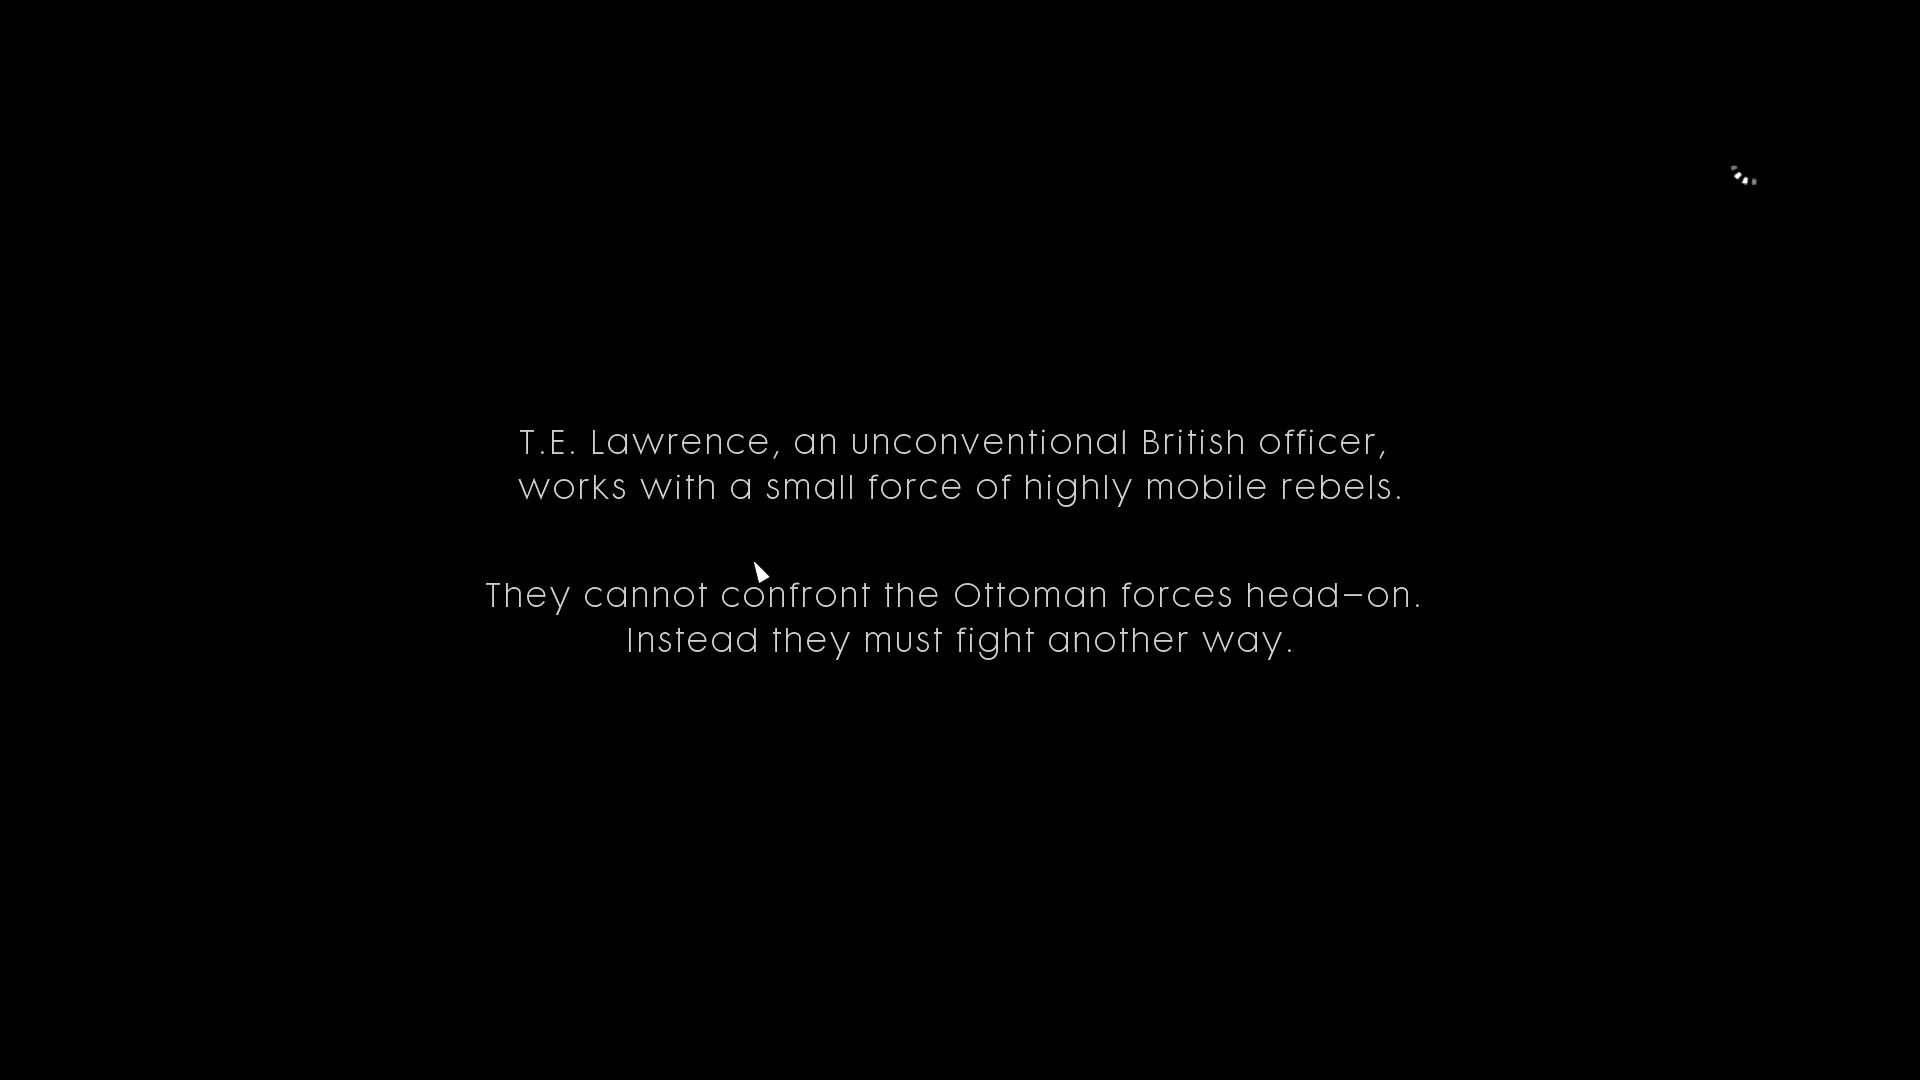 T.E. Lawrence, an unconventional British officer,
works with a small force of highly mobile rebels.
They cannot confront the Ottoman forces head-on.
Instead they must fight another way.